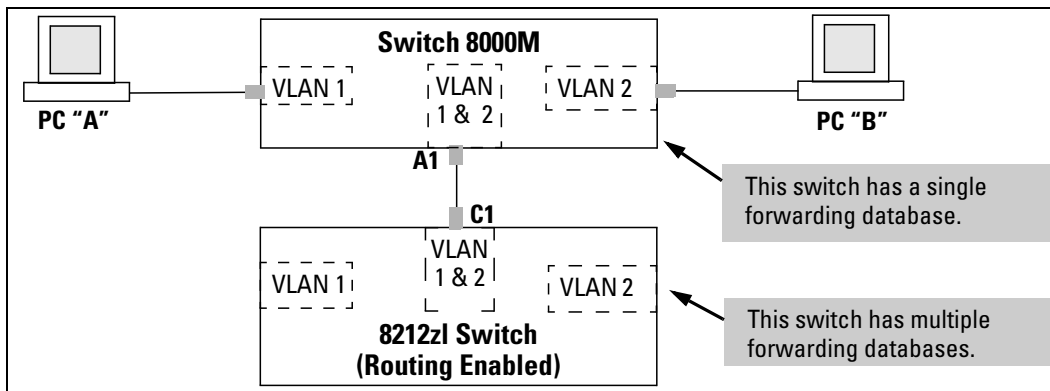 Switch 8000M
VLAN 1
VLAN
1 & 2
VLAN 2
PC “A”
PC “B”
A1
This switch has a single
forwarding database.
C1
VLAN
1 & 2
VLAN 1
VLAN 2
8212zl Switch
(Routing Enabled)
This switch has multiple
forwarding databases.